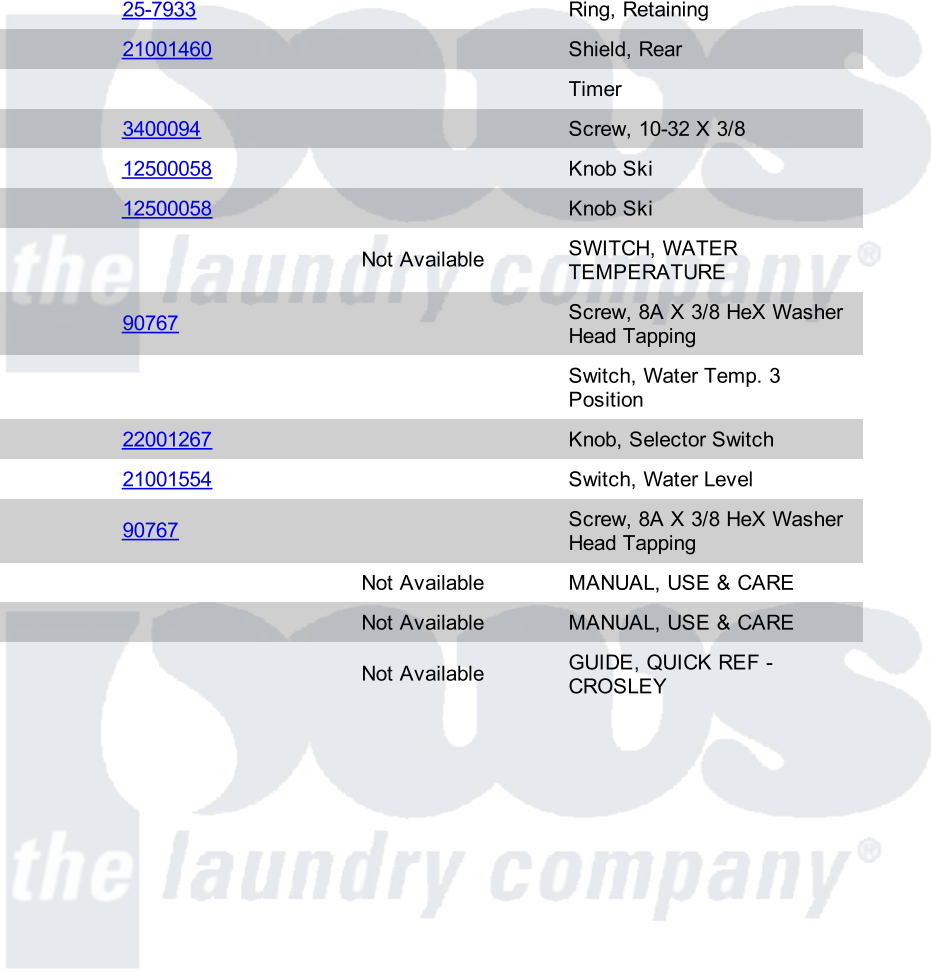 25-7933 Ring, Retaining
21001460 Shield, Rear
Timer
3400094 Screw, 10-32 X 3/8
12500058 Knob Ski
12500058 Knob Ski
Not Available SWITCH, WATER
TEMPERATURE
90767 Screw, 8A X 3/8 HeX Washer
Head Tapping
Switch, Water Temp. 3
Position
22001267 Knob, Selector Switch
21001554 Switch, Water Level
90767 Screw, 8A X 3/8 HeX Washer
Head Tapping
Not Available MANUAL, USE & CARE
Not Available MANUAL, USE & CARE
Not Available GUIDE, QUICK REF -
CROSLEY
pws
the laundry company®
pws
the laundry company®